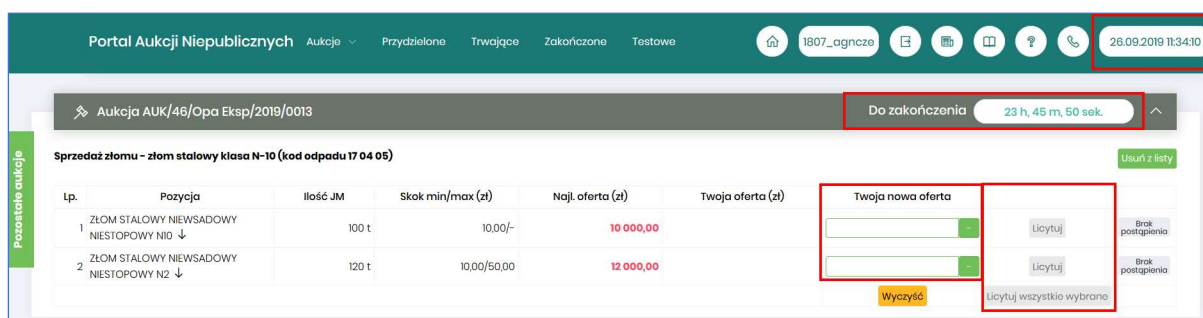 Portal Aukcji Niepublicznych Aukcje Przydzielone Trwające Zakończone Testowe 1807_agncze ? 26.09.2019 11:34:10
Aukcja AUK/46/Opa Eksp/2019/0013 Do zakończenia 23 h, 45 m, 50 sek.
Pozostałe aukcje
Sprzedaż złomu - złom stalowy klasa N-10 (kod odpadu 17 04 05) Usuń z listy
Lp. Pozycja Ilość JM Skok min/max (zł) Najl. oferta (zł) Twoja oferta (zł) Twoja nowa oferta
1 ZŁOM STALOWY NIEWSADOWY
NIESTOPOWY N10 ↓ 100 t 10,00/- 10 000,00 - Licytuj Brak
postąpienia
2 ZŁOM STALOWY NIEWSADOWY
NIESTOPOWY N2 ↓ 120 t 10,00/50,00 12 000,00 - Licytuj Brak
postąpienia
Wyczyść Licytuj wszystkie wybrane